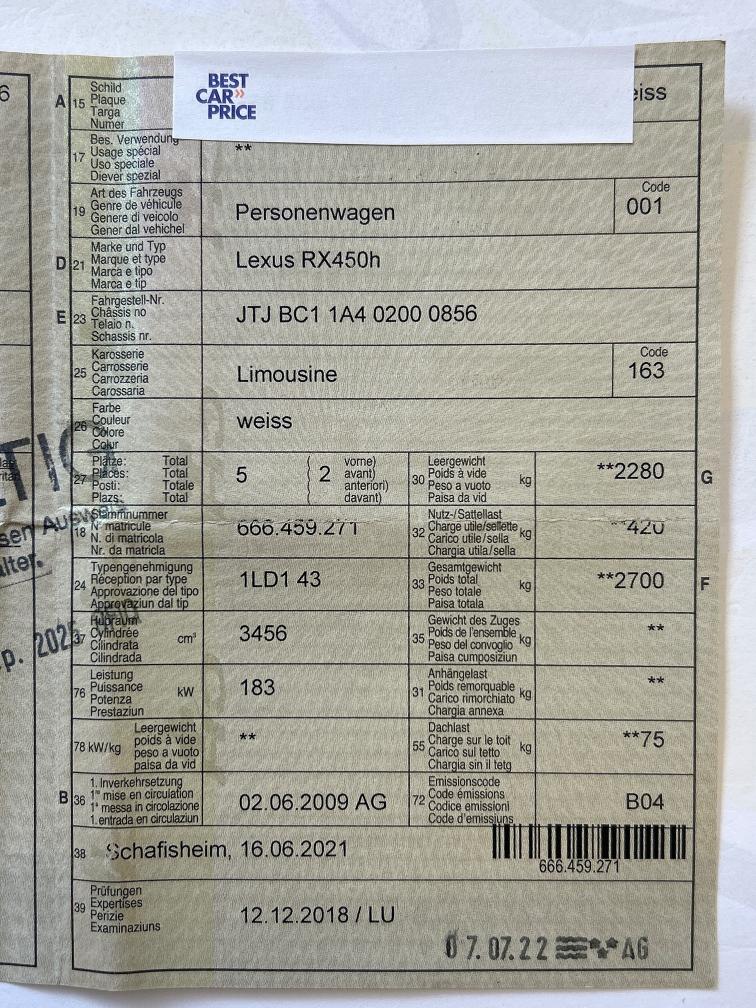 BEST
CAR»
PRICE
6
A 15 Schild
Plaque
Targa
Numer
eiss
17 Bes. Verwendung
Usage spécial
Uso speciale
Diever spezial
**
19 Art des Fahrzeugs
Genre de véhicule
Genere di veicolo
Gener dal vehichel
Personenwagen
Code
001
D 21 Marke und Typ
Marque et type
Marca e tipo
Marca e tip
Lexus RX450h
E 23 Fahrgestell-Nr.
Châssis no
Telaio n.
Schassis nr.
JTJ BC1 1A4 0200 0856
25 Karosserie
Carrosserie
Carrozzeria
Carossaria
Limousine
Code
163
26 Farbe
Couleur
Colore
Colur
weiss
27 Plätze: Total
Places: Total
Posti: Totale
Plazs: Total
5
2
vorne)
avant)
anteriori)
davant)
30 Leergewicht
Poids à vide
Peso a vuoto
Paisa da vid
kg
**2280
G
18 Stammnummer
N° matricule
N. di matricola
Nr. da matricla
666.459.271
32 Nutz-/Sattellast
Charge utile/sellette
Carico utile/sella
Chargia utila/sella
kg
**420
24 Typengenehmigung
Réception par type
Approvazione del tipo
Approvaziun dal tip
1LD1 43
33 Gesamtgewicht
Poids total
Peso totale
Paisa totala
kg
**2700
F
37 Hubraum
Cylindrée
Cilindrata
Cilindrada
cm³
3456
35 Gewicht des Zuges
Poids de l'ensemble
Peso del convoglio
Paisa cumposiziun
kg
**
76 Leistung
Puissance
Potenza
Prestaziun
kW
183
31 Anhängelast
Poids remorquable
Carico rimorchiato
Chargia annexa
kg
**
78 kW/kg
Leergewicht
poids à vide
peso a vuoto
paisa da vid
**
55 Dachlast
Charge sur le toit
Carico sul tetto
Chargia sin il tetg
kg
**75
B 36 1. Inverkehrsetzung
1re mise en circulation
1a messa in circolazione
1. entrada en circulaziun
02.06.2009 AG
72 Emissionscode
Code émissions
Codice emissioni
Code d'emissiuns
B04
38 Schafisheim, 16.06.2021
666.459.271
39 Prüfungen
Expertises
Perizie
Examinaziuns
12.12.2018 / LU
07.07.22 AG
TIG
sen Ausweis
lter.
p. 2025